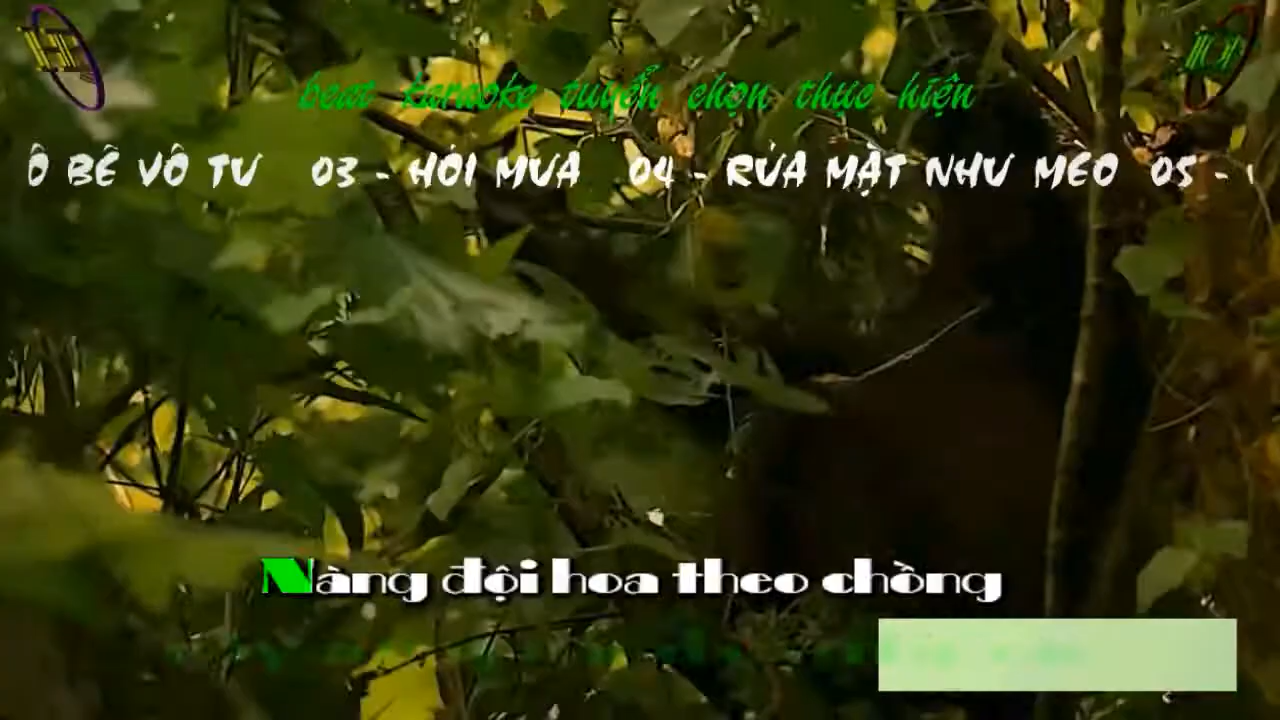 beat karaoke tuyển chọn thực hiện
Ô BÊ VÔ TƯ 03 - HỎI MƯA 04 - RỬA MẶT NHƯ MÈO 05 -
Nàng đội hoa theo chồng